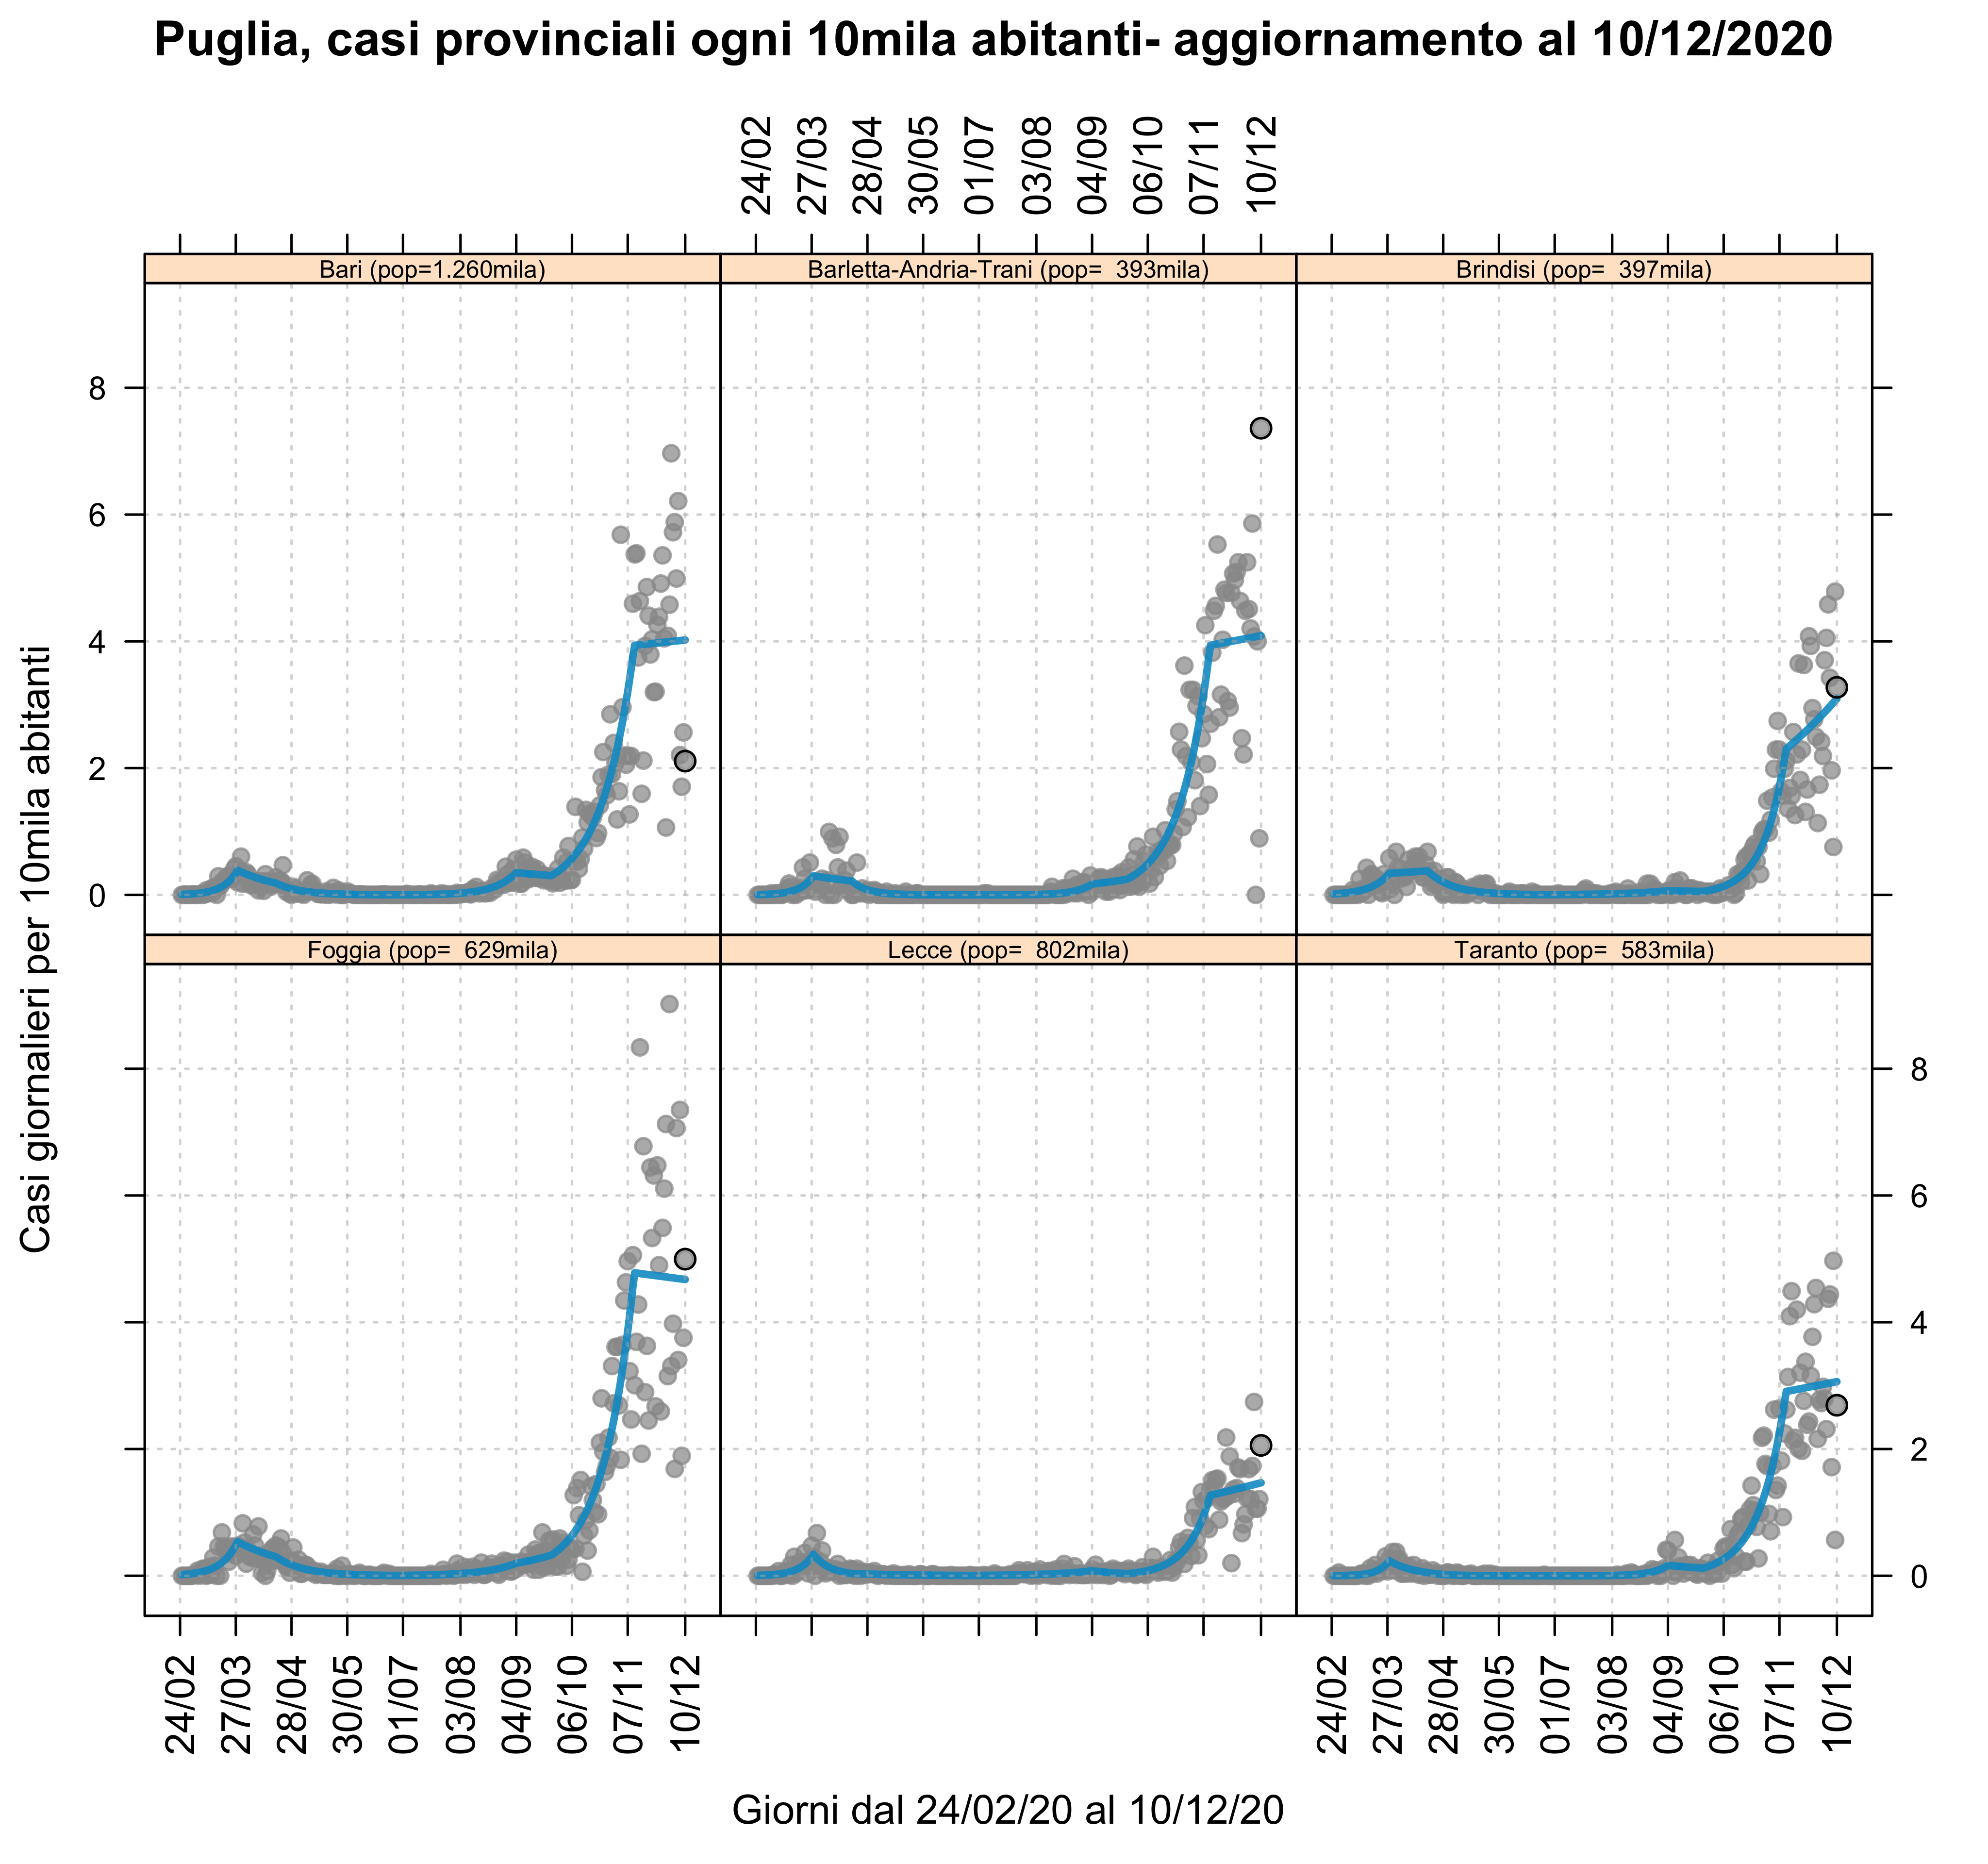 Puglia, casi provinciali ogni 10mila abitanti- aggiornamento al 10/12/2020
24/02 27/03 28/04 30/05 01/07 03/08 04/09 06/10 07/11 10/12
Bari (pop=1.260mila) Barletta-Andria-Trani (pop=  393mila) Brindisi (pop=  397mila)
8
6
4
2
0
Casi giornalieri per 10mila abitanti
Foggia (pop=  629mila) Lecce (pop=  802mila) Taranto (pop=  583mila)
8
6
4
2
0
24/02 27/03 28/04 30/05 01/07 03/08 04/09 06/10 07/11 10/12 24/02 27/03 28/04 30/05 01/07 03/08 04/09 06/10 07/11 10/12
Giorni dal 24/02/20 al 10/12/20